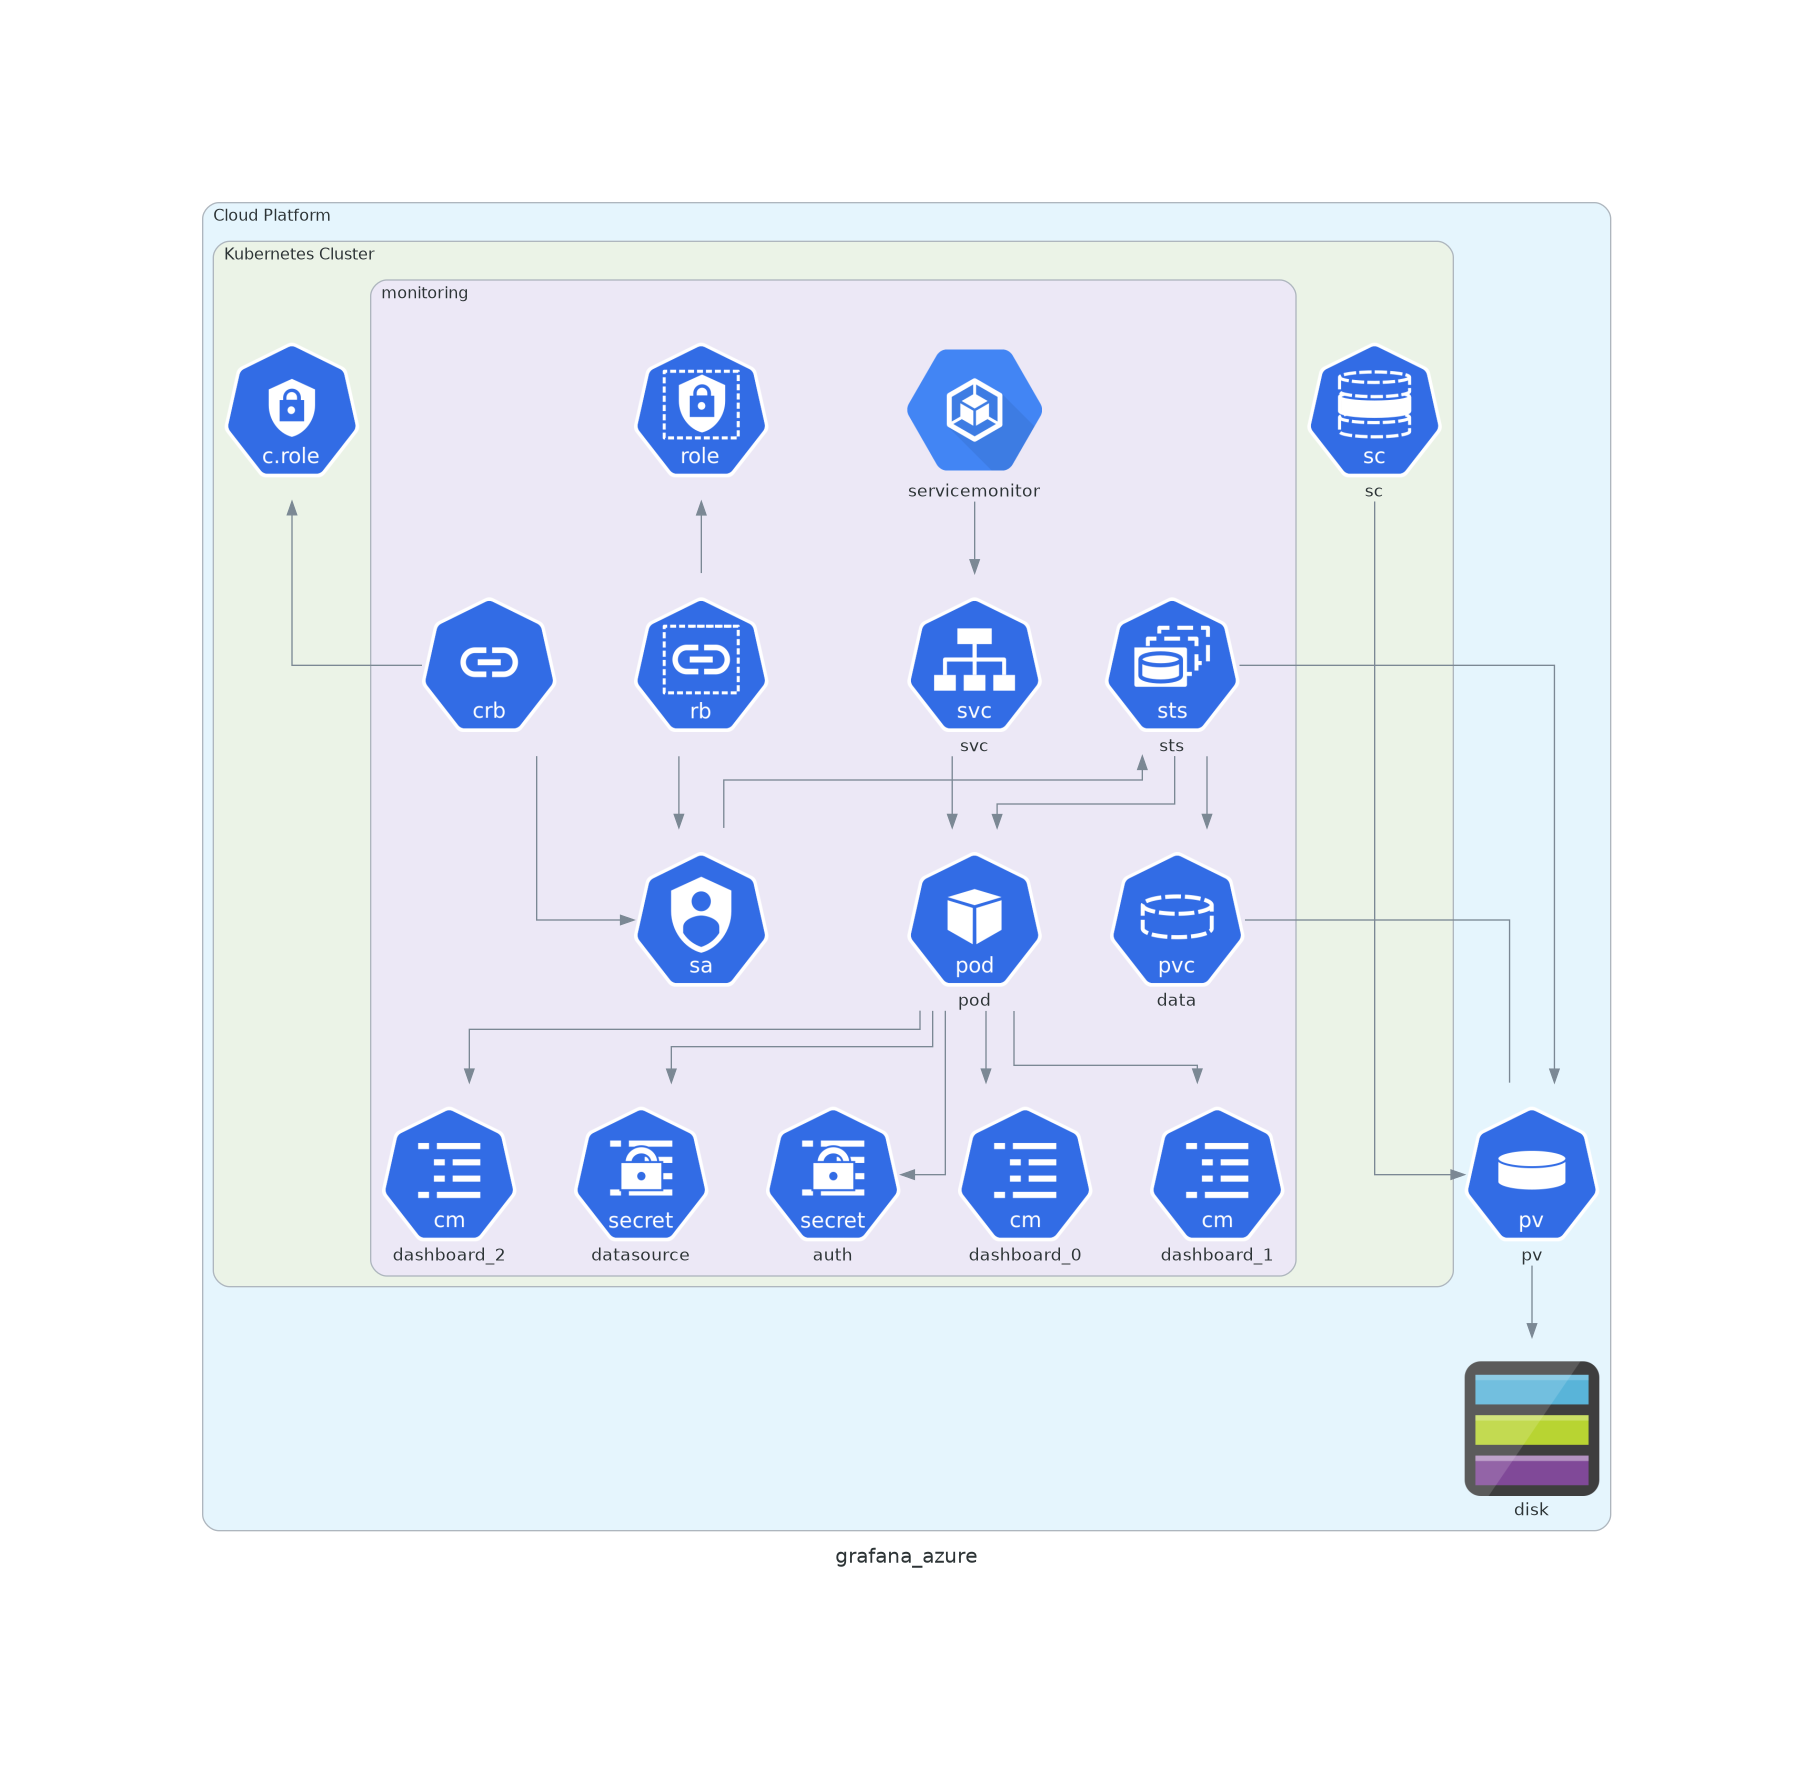 Cloud Platform
Kubernetes Cluster
monitoring
c.role
role
servicemonitor
sc
sc
crb
rb
svc
svc
sts
sts
sa
pod
pod
pvc
data
cm
dashboard_2
secret
datasource
secret
auth
cm
dashboard_0
cm
dashboard_1
pv
pv
disk
grafana_azure